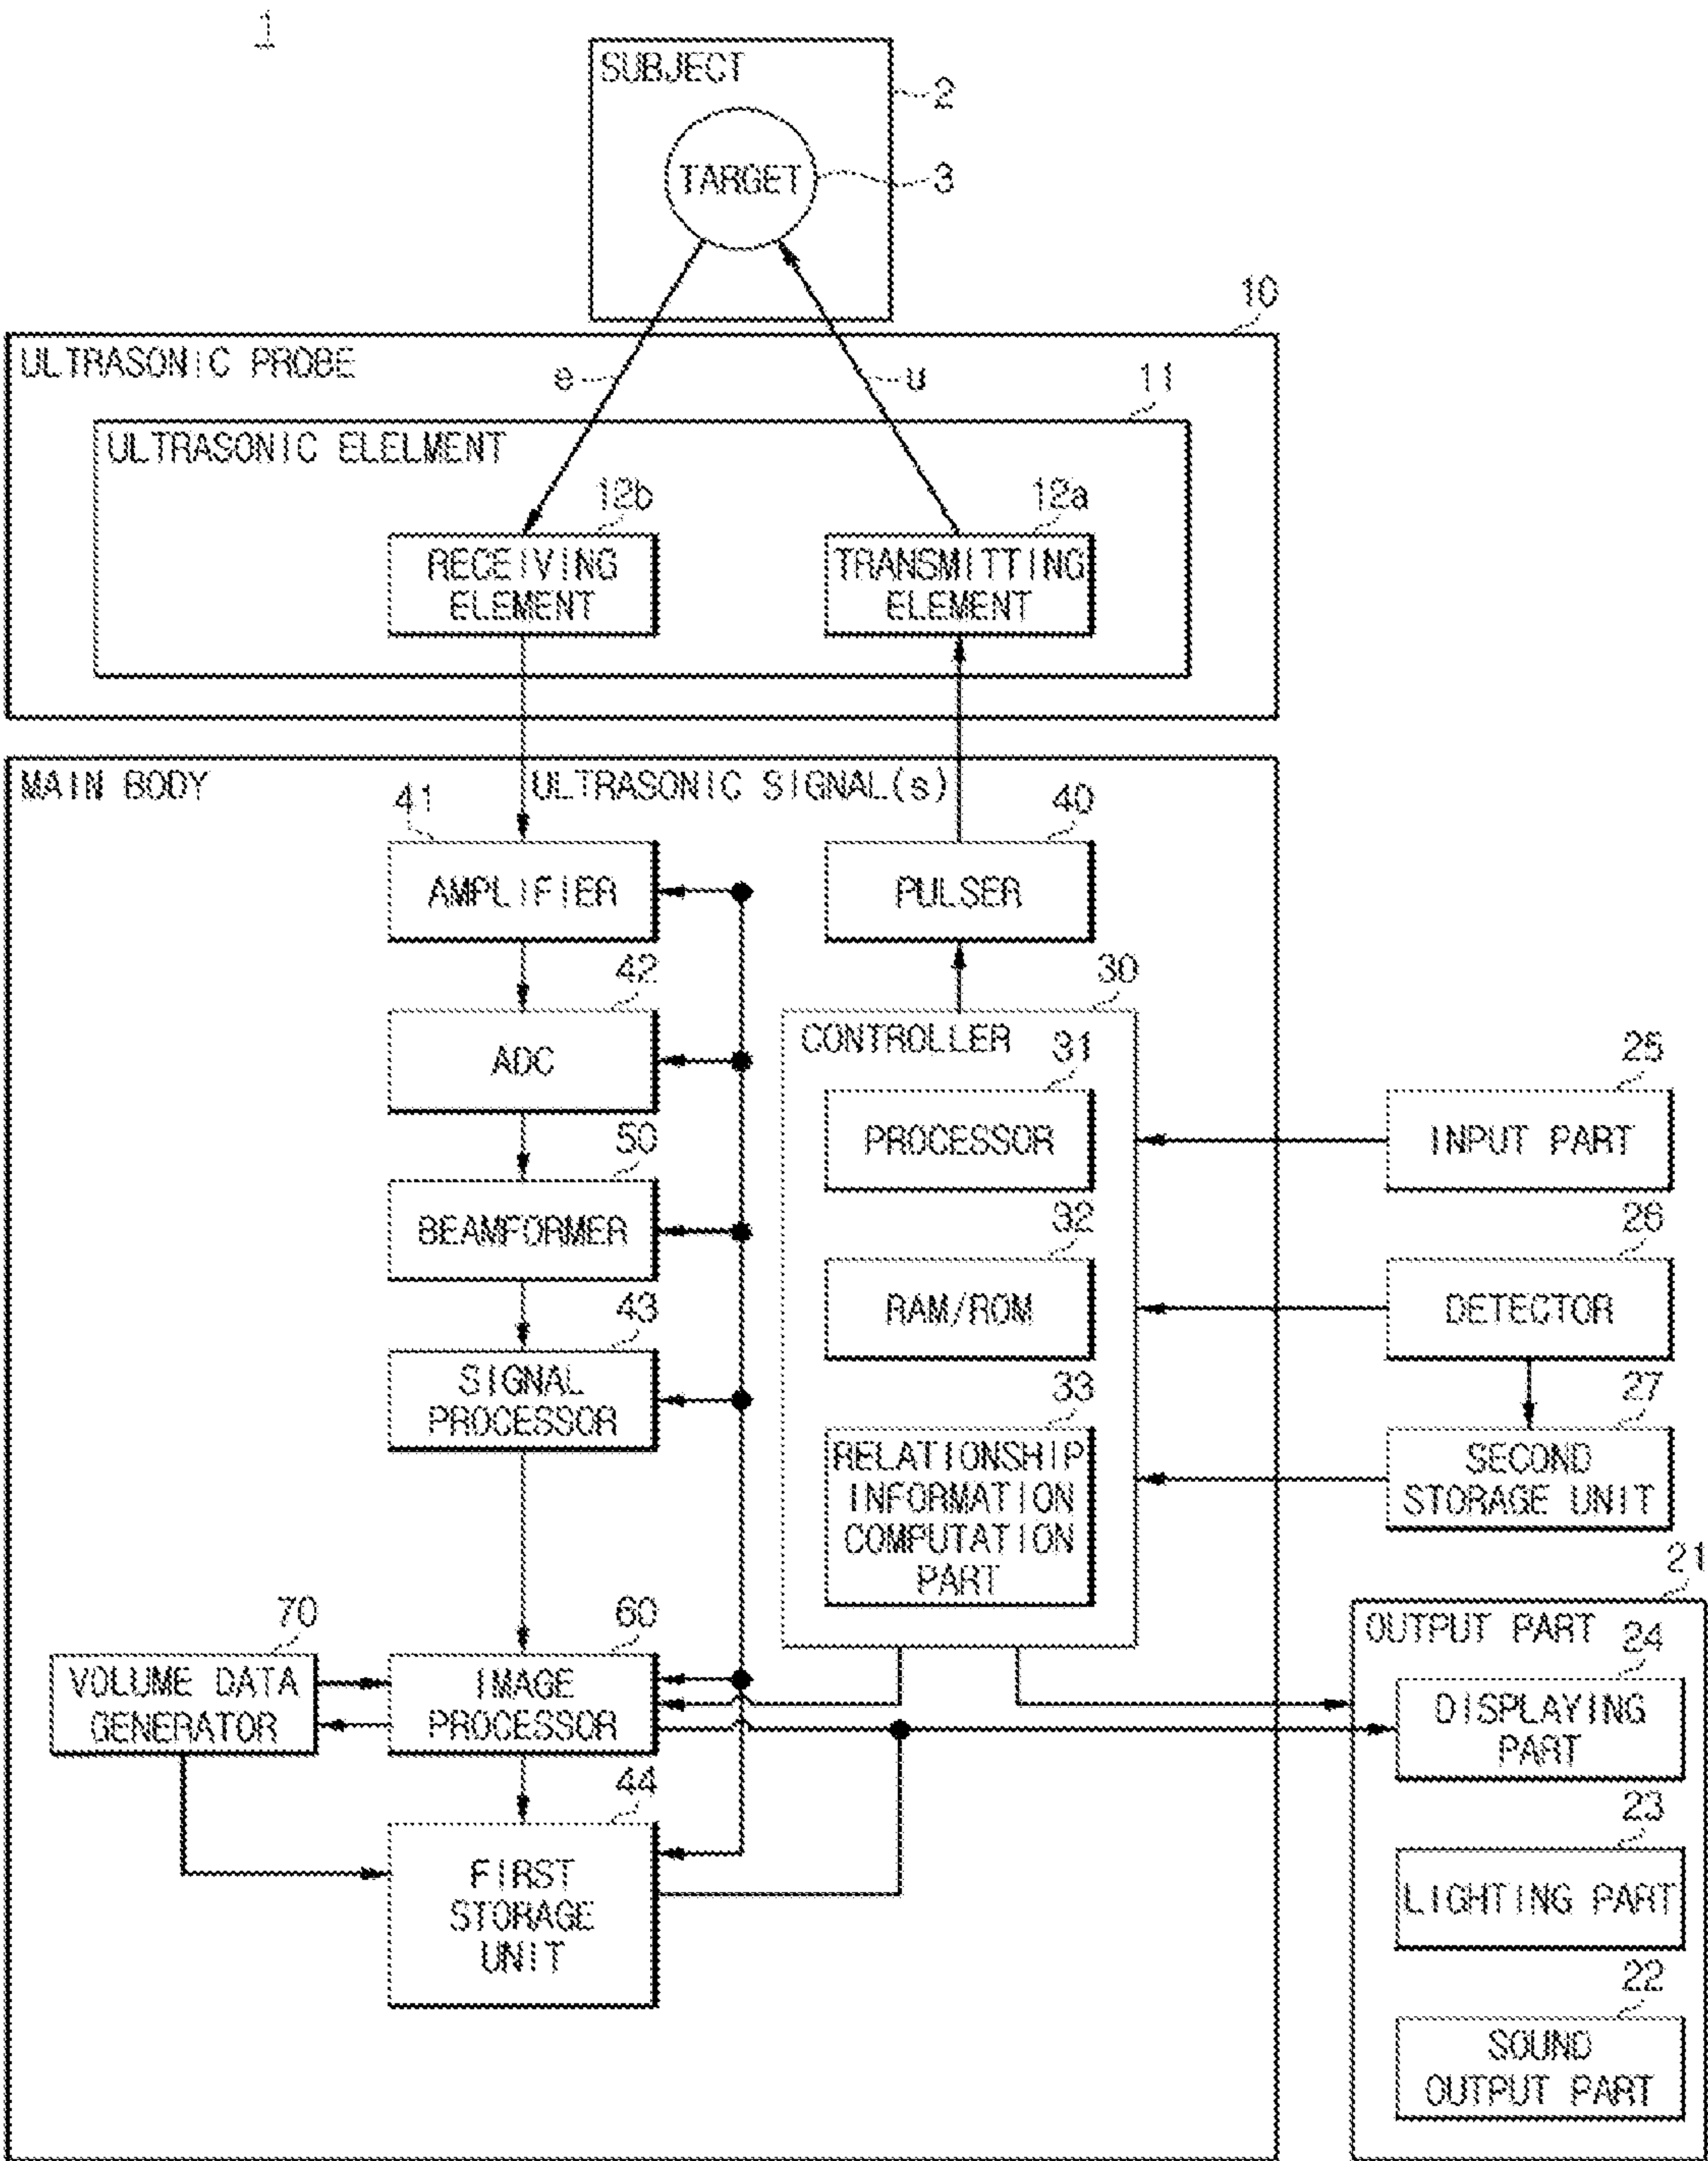 1
SUBJECT
2
TARGET
3
10
ULTRASONIC PROBE
e
u
11
ULTRASONIC ELELMENT
12b
12a
RECEIVING
ELEMENT
TRANSMITTING
ELEMENT
MAIN BODY
ULTRASONIC SIGNAL(s)
41
40
AMPLIFIER
PULSER
42
30
ADC
CONTROLLER
31
25
PROCESSOR
INPUT PART
50
32
26
BEAMFORMER
RAM/ROM
DETECTOR
43
33
27
SIGNAL
PROCESSOR
RELATIONSHIP
INFORMATION
COMPUTATION
PART
SECOND
STORAGE UNIT
21
OUTPUT PART
70
60
24
VOLUME DATA
GENERATOR
IMAGE
PROCESSOR
DISPLAYING
PART
44
23
FIRST
STORAGE
UNIT
LIGHTING PART
22
SOUND
OUTPUT PART